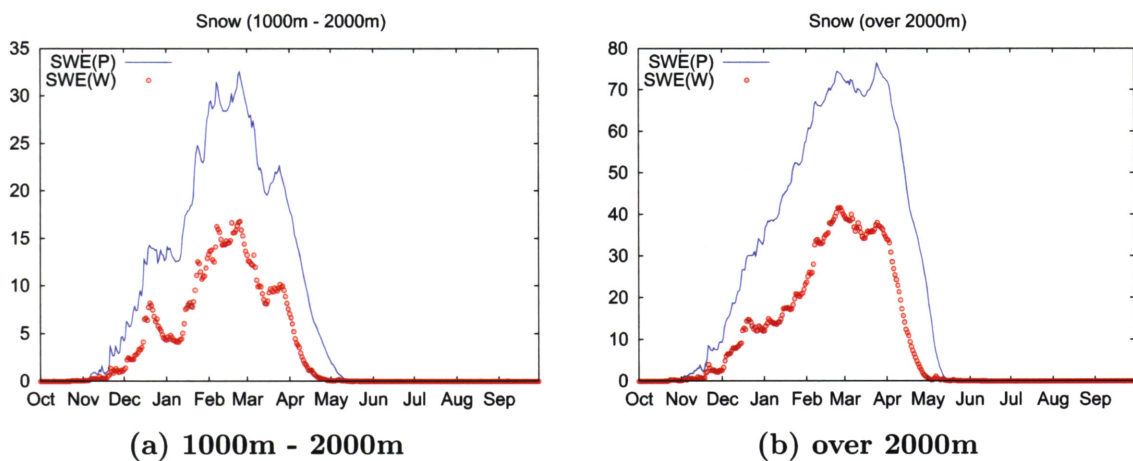 Snow (1000m - 2000m)
35
30
25
20
15
10
5
0
SWE(P)
SWE(W)
Oct Nov Dec Jan Feb Mar Apr May Jun Jul Aug Sep
(a) 1000m - 2000m
Snow (over 2000m)
80
70
60
50
40
30
20
10
0
SWE(P)
SWE(W)
Oct Nov Dec Jan Feb Mar Apr May Jun Jul Aug Sep
(b) over 2000m